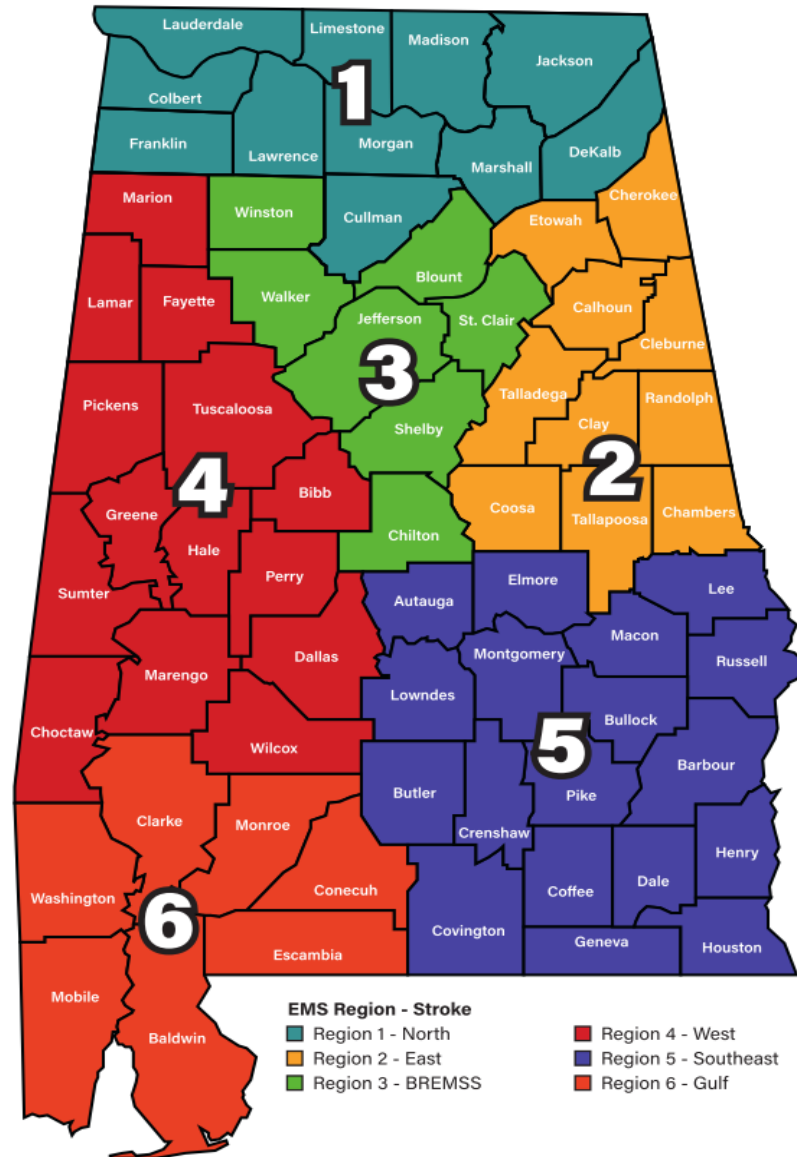 Lauderdale
Limestone
Madison
Jackson
Colbert
1
Franklin
Lawrence
Morgan
Marshall
DeKalb
Marion
Winston
Cullman
Etowah
Cherokee
Lamar
Fayette
Walker
Blount
Jefferson
St. Clair
Calhoun
Cleburne
3
Pickens
Tuscaloosa
Shelby
Talladega
Clay
Randolph
4
Bibb
2
Greene
Hale
Chilton
Coosa
Tallapoosa
Chambers
Sumter
Perry
Autauga
Elmore
Lee
Marengo
Dallas
Montgomery
Macon
Russell
Choctaw
Wilcox
Lowndes
Bullock
5
Barbour
Clarke
Monroe
Butler
Crenshaw
Pike
Henry
Washington
Conecuh
Coffee
Dale
6
Escambia
Covington
Geneva
Houston
Mobile
Baldwin
EMS Region - Stroke
Region 1 - North
Region 2 - East
Region 3 - BREMSS
Region 4 - West
Region 5 - Southeast
Region 6 - Gulf